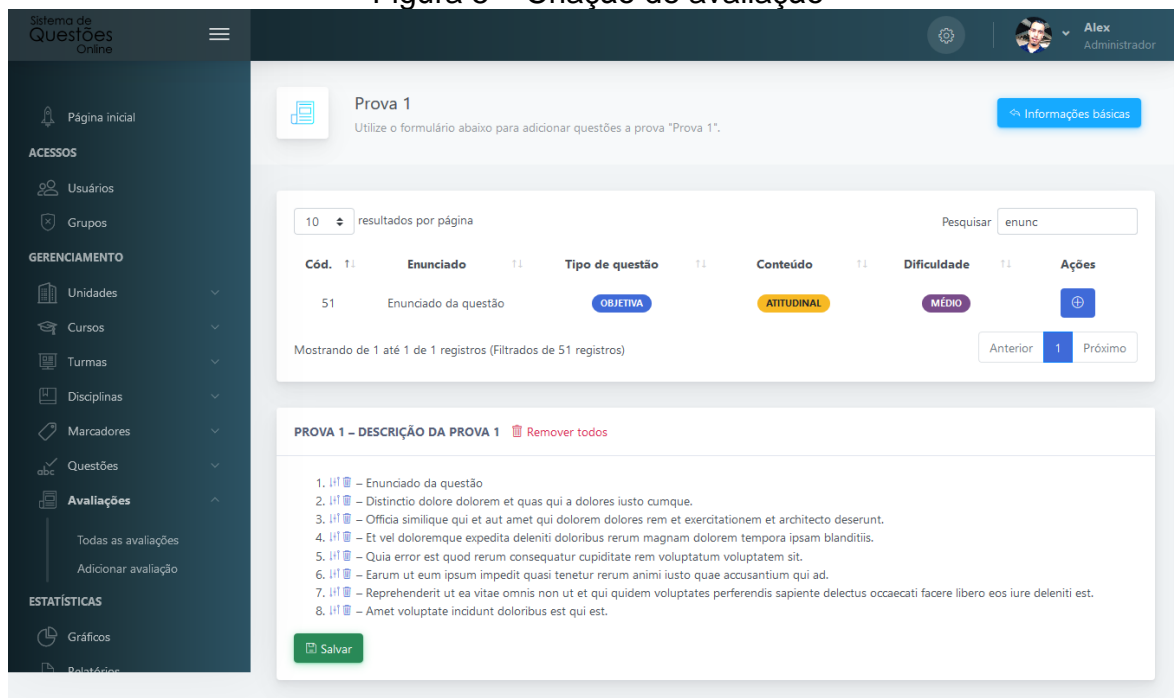 Sistema de
Questões
Online
Alex
Administrador
Página inicial
ACESSOS
Usuários
Grupos
GERENCIAMENTO
Unidades
Cursos
Turmas
Disciplinas
Marcadores
abc Questões
Avaliações
Todas as avaliações
Adicionar avaliação
ESTATÍSTICAS
Gráficos
Prova 1
Utilize o formulário abaixo para adicionar questões a prova "Prova 1".
Informações básicas
10 resultados por página
Pesquisar enunc
Cód. Enunciado Tipo de questão Conteúdo Dificuldade Ações
51 Enunciado da questão OBJETIVA ATITUDINAL MÉDIO
Mostrando de 1 até 1 de 1 registros (Filtrados de 51 registros)
Anterior 1 Próximo
PROVA 1 – DESCRIÇÃO DA PROVA 1 Remover todos
1. – Enunciado da questão
2. – Distinctio dolore dolorem et quas qui a dolores iusto cumque.
3. – Officia similique qui et aut amet qui dolorem dolores rem et exercitationem et architecto deserunt.
4. – Et vel doloremque expedita deleniti doloribus rerum magnam dolorem tempora ipsam blanditiis.
5. – Quia error est quod rerum consequatur cupiditate rem voluptatum voluptatem sit.
6. – Earum ut eum ipsum impedit quasi tenetur rerum animi iusto quae accusantium qui ad.
7. – Reprehenderit ut ea vitae omnis non ut et qui quidem voluptates perferendis sapiente delectus occaecati facere libero eos iure deleniti est.
8. – Amet voluptate incidunt doloribus est qui est.
Salvar